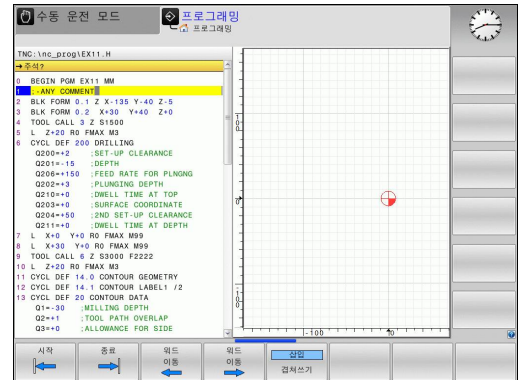 수동 운전 모드
프로그래밍
프로그래밍
TNC:\nc_prog\EX11.H
→주석?
0 BEGIN PGM EX11 MM
1 ;-ANY COMMENT
2 BLK FORM 0.1 Z X-135 Y-40 Z-5
3 BLK FORM 0.2 X+30 Y+40 Z+0
4 TOOL CALL 3 Z S1500
5 L Z+20 R0 FMAX M3
6 CYCL DEF 200 DRILLING
Q200=+2 ;SET-UP CLEARANCE
Q201=-15 ;DEPTH
Q206=+150 ;FEED RATE FOR PLNGNG
Q202=+3 ;PLUNGING DEPTH
Q210=+0 ;DWELL TIME AT TOP
Q203=+0 ;SURFACE COORDINATE
Q204=+50 ;2ND SET-UP CLEARANCE
Q211=+0 ;DWELL TIME AT DEPTH
7 L X+0 Y+0 R0 FMAX M99
8 L X+30 Y+0 R0 FMAX M99
9 TOOL CALL 6 Z S3000 F2222
10 L Z+20 R0 FMAX M3
11 CYCL DEF 14.0 CONTOUR GEOMETRY
12 CYCL DEF 14.1 CONTOUR LABEL1 /2
13 CYCL DEF 20 CONTOUR DATA
Q1=-30 ;MILLING DEPTH
Q2=+1 ;TOOL PATH OVERLAP
Q3=+0 ;ALLOWANCE FOR SIDE
100
0
-100
-100
0
시작
종료
워드 이동
워드 이동
삽입
겹쳐쓰기